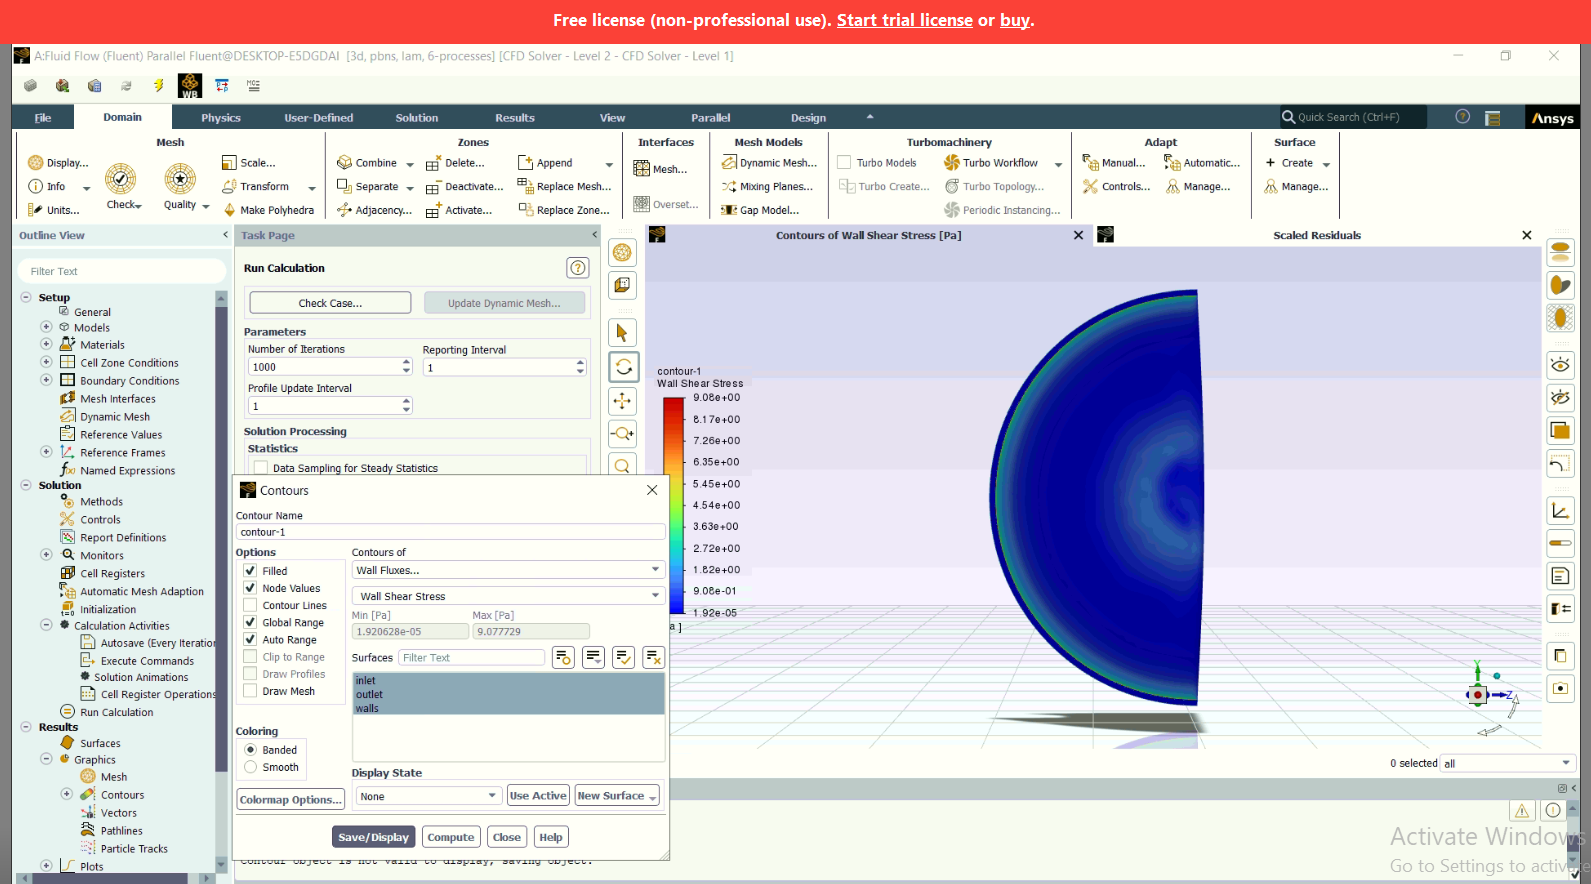 Free license (non-professional use). Start trial license or buy.
A:Fluid Flow (Fluent) Parallel Fluent@DESKTOP-E5DGDAI [3d, pbns, lam, 6-processes] [CFD Solver - Level 2 - CFD Solver - Level 1]
WB
File Domain Physics User-Defined Solution Results View Parallel Design Quick Search (Ctrl+F) Ansys
Mesh Zones Interfaces Mesh Models Turbomachinery Adapt Surface
Display... Scale... Combine Delete... Append Mesh... Dynamic Mesh... Turbo Models Turbo Workflow Manual... Automatic... Create
Info Transform Separate Deactivate... Replace Mesh... Mixing Planes... Turbo Create... Turbo Topology... Controls... Manage... Manage...
Check Quality
Units... Make Polyhedra Adjacency... Activate... Replace Zone... Overset... Gap Model... Periodic Instancing...
Outline View
Filter Text
Setup
General
Models
Materials
Cell Zone Conditions
Boundary Conditions
Mesh Interfaces
Dynamic Mesh
Reference Values
Reference Frames
Named Expressions
Solution
Methods
Controls
Report Definitions
Monitors
Cell Registers
Automatic Mesh Adaption
Initialization
Calculation Activities
Autosave (Every Iteration
Execute Commands
Solution Animations
Cell Register Operations
Run Calculation
Results
Surfaces
Graphics
Mesh
Contours
Vectors
Pathlines
Particle Tracks
Plots
Task Page
Run Calculation
Check Case... Update Dynamic Mesh...
Parameters
Number of Iterations Reporting Interval
1000 1
Profile Update Interval
1
Solution Processing
Statistics
Data Sampling for Steady Statistics
Contours
Contour Name
contour-1
Options
Filled
Node Values
Contour Lines
Global Range
Auto Range
Clip to Range
Draw Profiles
Draw Mesh
Coloring
Banded
Smooth
Colormap Options...
Contours of
Wall Fluxes...
Wall Shear Stress
Min [Pa] Max [Pa]
1.920628e-05 9.077729
Surfaces Filter Text
inlet
outlet
walls
Display State
None Use Active New Surface
Save/Display Compute Close Help
Contours of Wall Shear Stress [Pa] Scaled Residuals
contour-1
Wall Shear Stress
9.08e+00
8.17e+00
7.26e+00
6.35e+00
5.45e+00
4.54e+00
3.63e+00
2.72e+00
1.82e+00
9.08e-01
1.92e-05
a ]
Y
Z
0 selected all
contour object is not valid to display, saving object.
Activate Windows
Go to Settings to activate